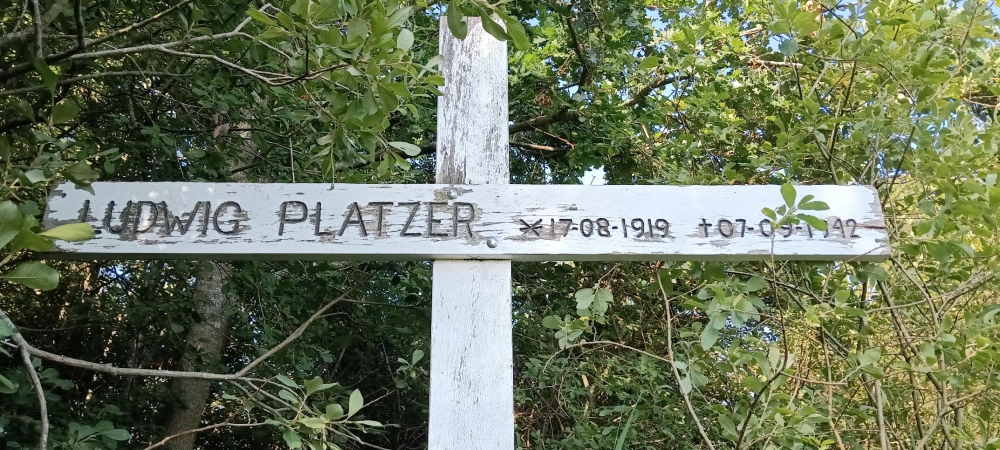 LUDWIG PLATZER *17-08-1919